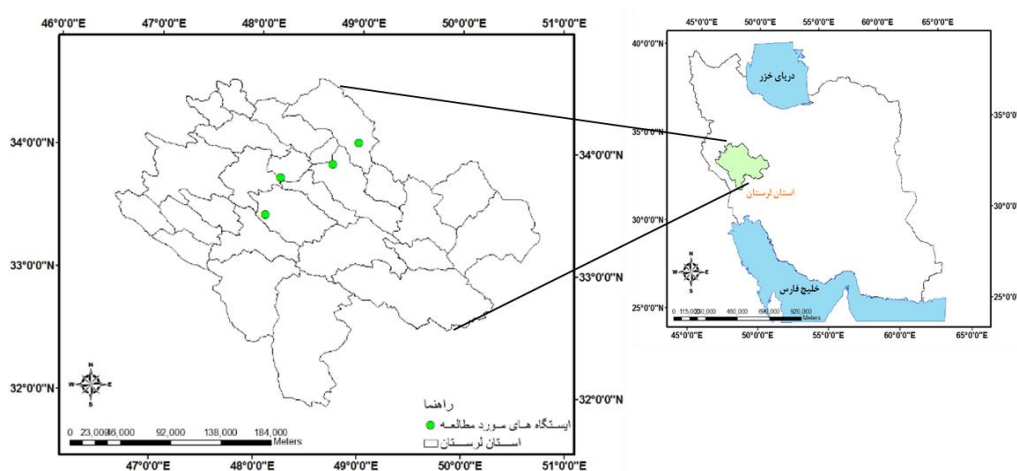 46°0'0"E 47°0'0"E 48°0'0"E 49°0'0"E 50°0'0"E 51°0'0"E
34°0'0"N 34°0'0"N
33°0'0"N 33°0'0"N
32°0'0"N 32°0'0"N
N
W E
S
راهنما
ایستگاه های مورد مطالعه
استان لرستان
0 23,000 46,000 92,000 138,000 184,000
Meters
47°0'0"E 48°0'0"E 49°0'0"E 50°0'0"E 51°0'0"E
45°0'0"E 50°0'0"E 55°0'0"E 60°0'0"E 65°0'0"E
40°0'0"N
دریای خزر
35°0'0"N 35°0'0"N
استان لرستان
30°0'0"N 30°0'0"N
خلیج فارس
N
W E
S
25°0'0"N 25°0'0"N
460,000 690,000 920,000
Meters
45°0'0"E 50°0'0"E 55°0'0"E 60°0'0"E 65°0'0"E